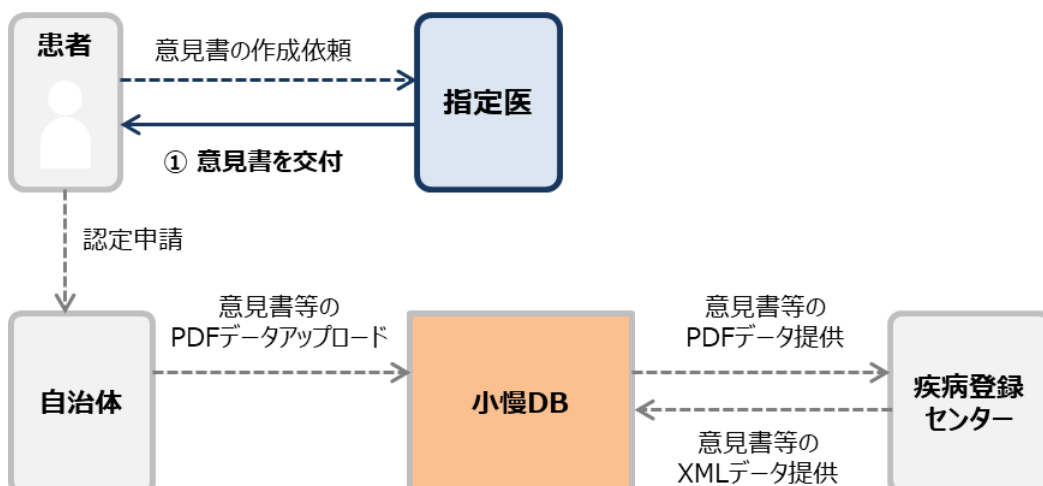 患者
意見書の作成依頼
指定医
① 意見書を交付
認定申請
意見書等の
PDFデータアップロード
意見書等の
PDFデータ提供
自治体
小慢DB
疾病登録
センター
意見書等の
XMLデータ提供